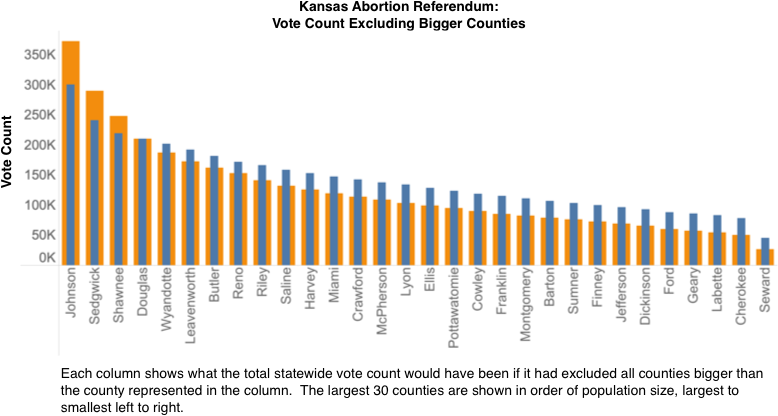 Kansas Abortion Referendum:
Vote Count Excluding Bigger Counties
Vote Count
350K
300K
250K
200K
150K
100K
50K
0K
Johnson
Sedgwick
Shawnee
Douglas
Wyandotte
Leavenworth
Butler
Reno
Riley
Saline
Harvey
Miami
Crawford
McPherson
Lyon
Ellis
Pottawatomie
Cowley
Franklin
Montgomery
Barton
Sumner
Finney
Jefferson
Dickinson
Ford
Geary
Labette
Cherokee
Seward
Each column shows what the total statewide vote count would have been if it had excluded all counties bigger than
the county represented in the column. The largest 30 counties are shown in order of population size, largest to
smallest left to right.